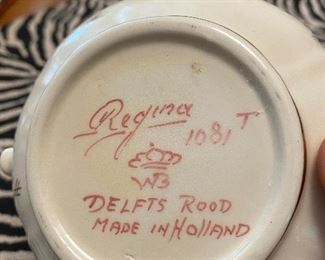 Regina
1081 T
WB
DELFTS ROOD
MADE IN HOLLAND